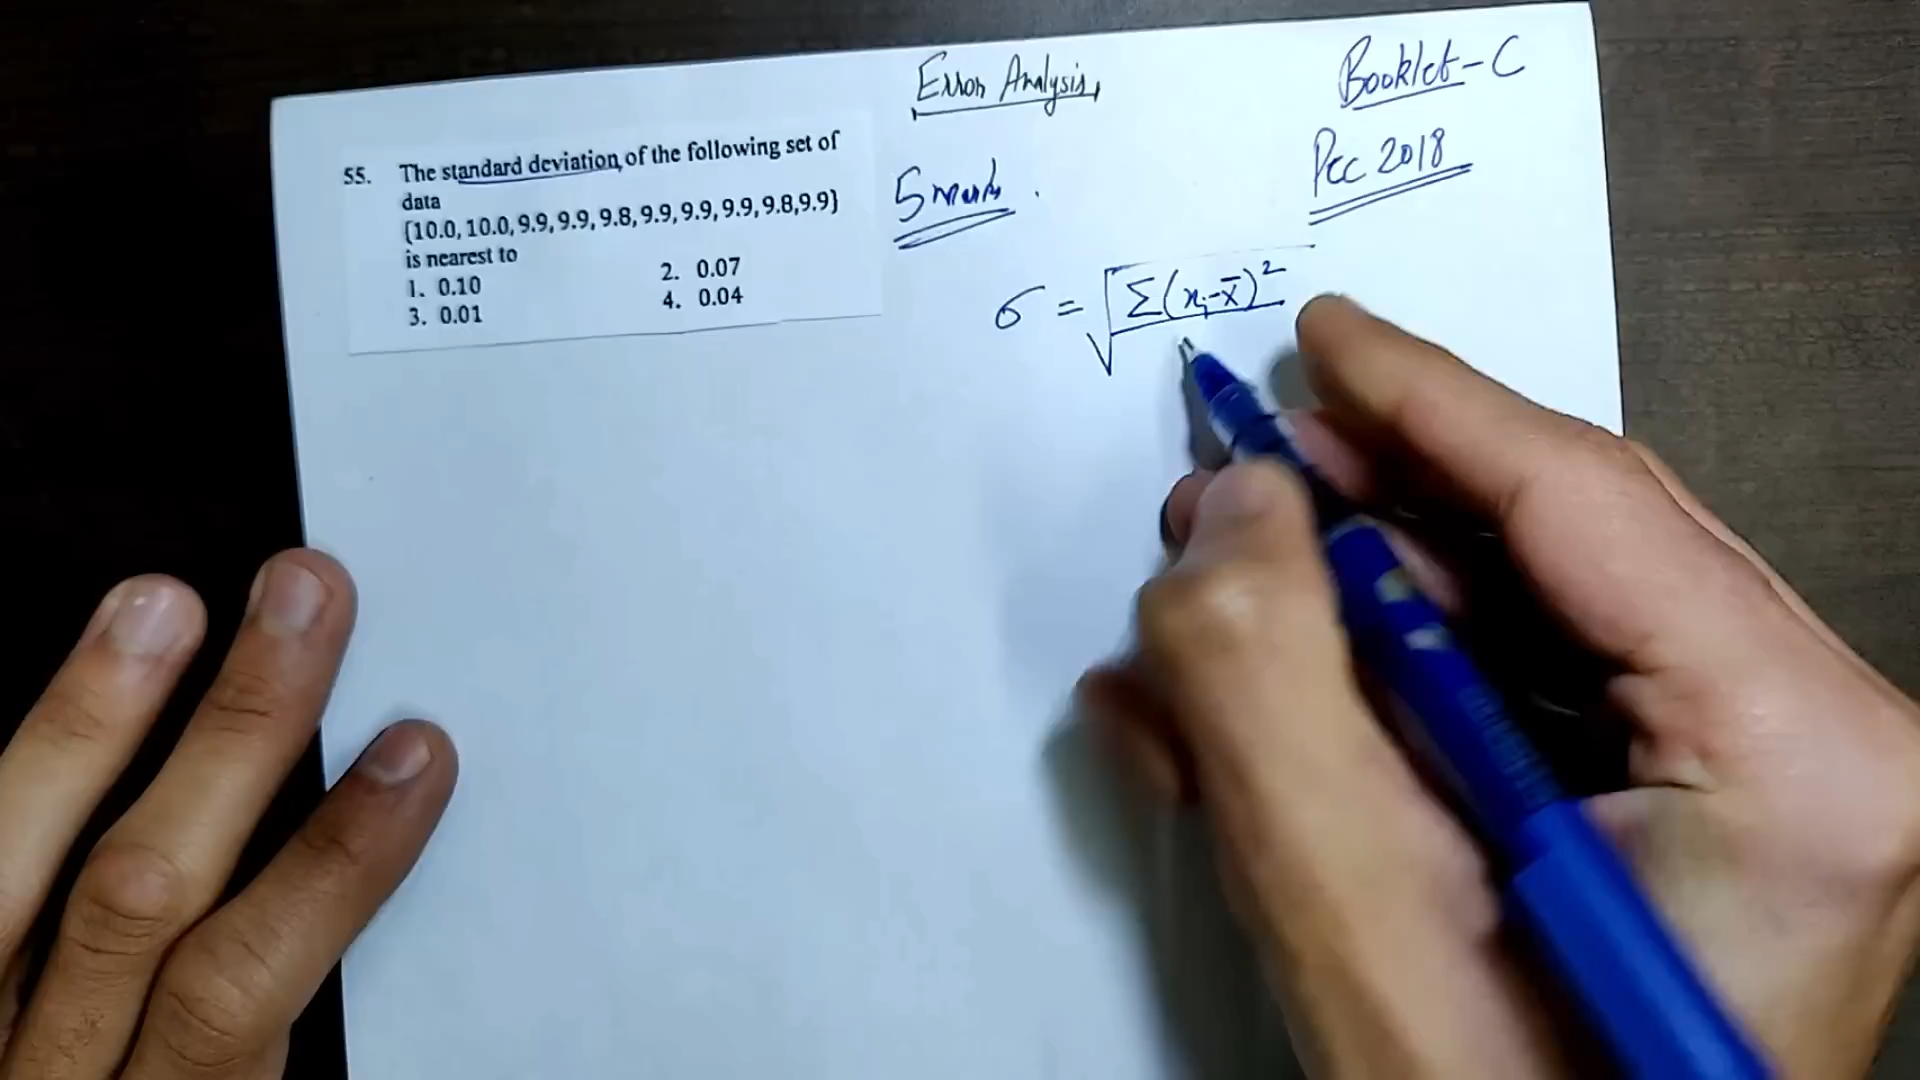 Error Analysis
Booklet-C
Dec 2018
55. The standard deviation of the following set of
data
{10.0, 10.0, 9.9, 9.9, 9.8, 9.9, 9.9, 9.9, 9.8,9.9}
is nearest to
1. 0.10 2. 0.07
3. 0.01 4. 0.04
5 marks.
σ = √Σ(xi-x̄)²